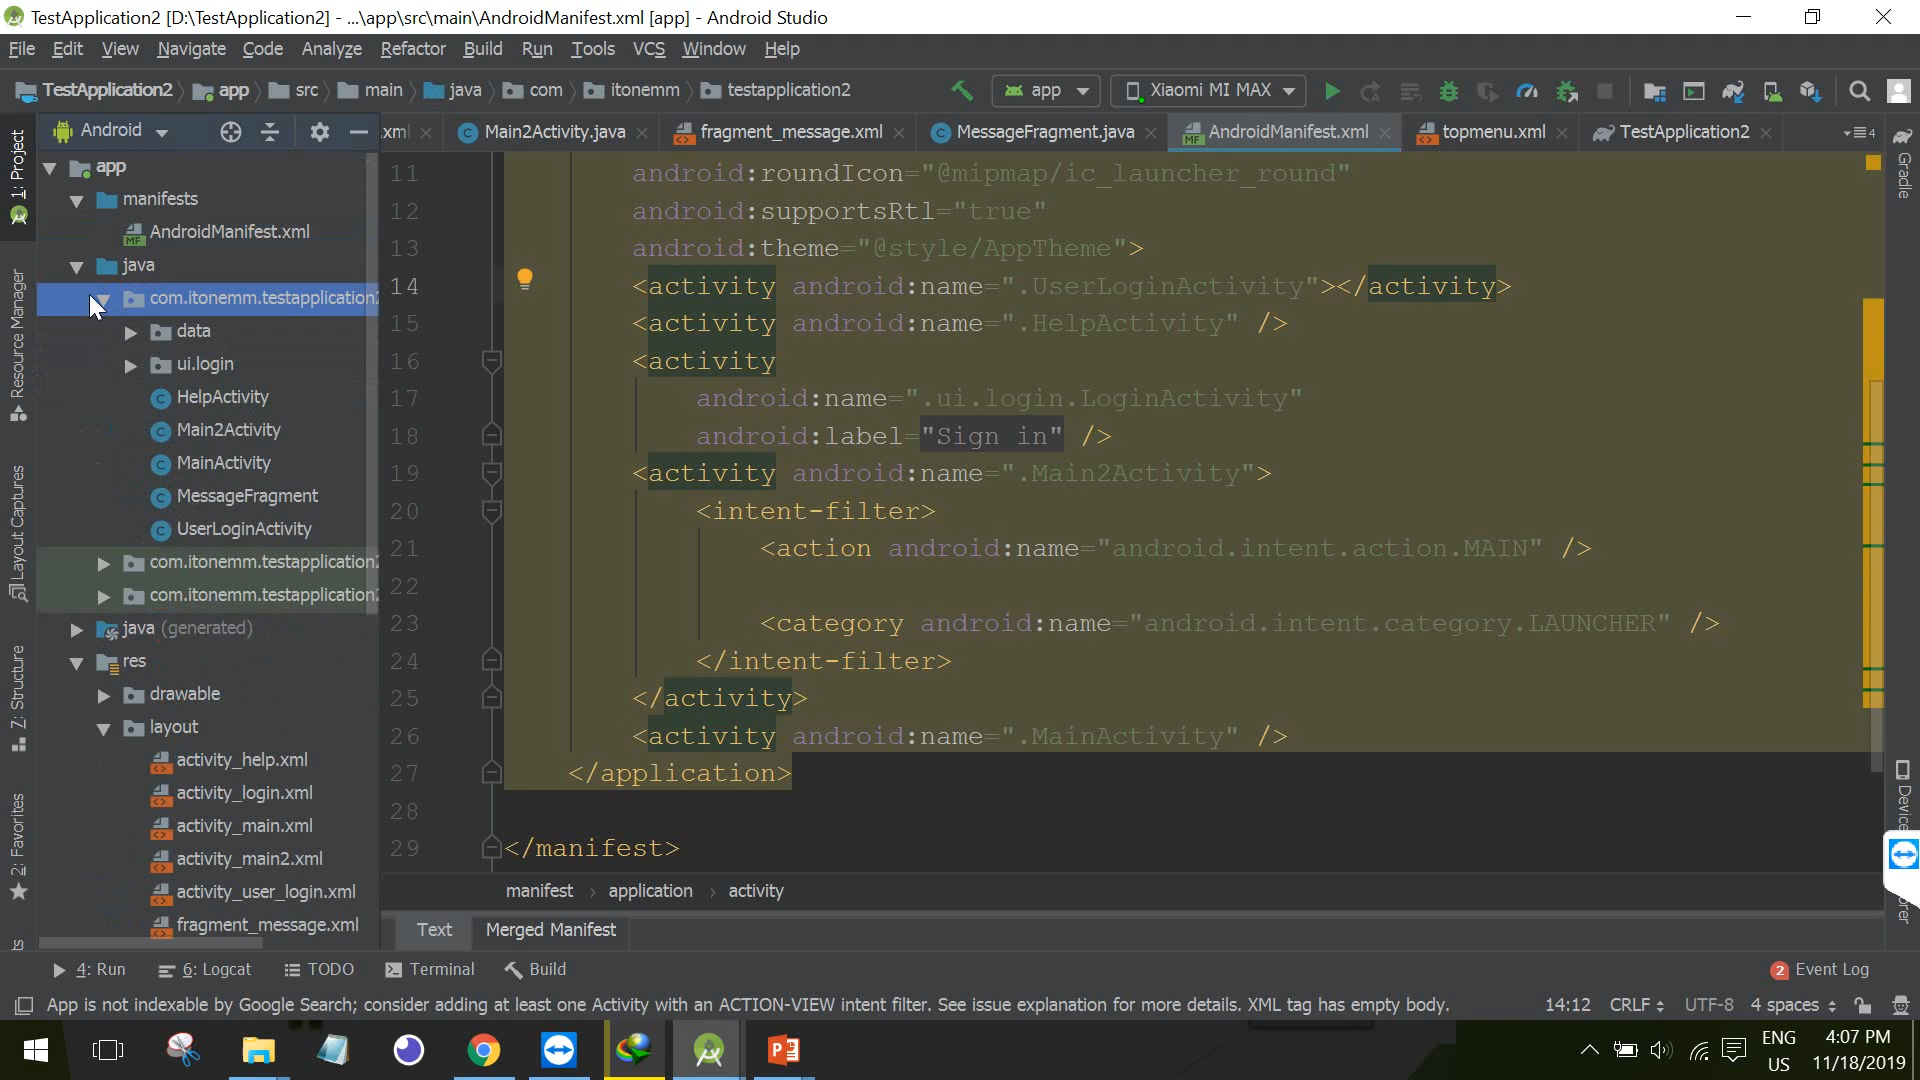 TestApplication2 [D:\TestApplication2] - ...\app\src\main\AndroidManifest.xml [app] - Android Studio
File Edit View Navigate Code Analyze Refactor Build Run Tools VCS Window Help
TestApplication2 app src main java com itonemm testapplication2 app Xiaomi MI MAX
Android
.xml Main2Activity.java fragment_message.xml MessageFragment.java AndroidManifest.xml topmenu.xml TestApplication2 4
1: Project
Resource Manager
Layout Captures
Z: Structure
2: Favorites
app
manifests
AndroidManifest.xml
java
com.itonemm.testapplication2
data
ui.login
HelpActivity
Main2Activity
MainActivity
MessageFragment
UserLoginActivity
com.itonemm.testapplication2
com.itonemm.testapplication2
java (generated)
res
drawable
layout
activity_help.xml
activity_login.xml
activity_main.xml
activity_main2.xml
activity_user_login.xml
fragment_message.xml
11 android:roundIcon="@mipmap/ic_launcher_round"
12 android:supportsRtl="true"
13 android:theme="@style/AppTheme">
14 <activity android:name=".UserLoginActivity"></activity>
15 <activity android:name=".HelpActivity" />
16 <activity
17 android:name=".ui.login.LoginActivity"
18 android:label="Sign in" />
19 <activity android:name=".Main2Activity">
20 <intent-filter>
21 <action android:name="android.intent.action.MAIN" />
22
23 <category android:name="android.intent.category.LAUNCHER" />
24 </intent-filter>
25 </activity>
26 <activity android:name=".MainActivity" />
27 </application>
28
29 </manifest>
manifest application activity
Text Merged Manifest
Gradle
Device
orer
4: Run 6: Logcat TODO Terminal Build 2 Event Log
App is not indexable by Google Search; consider adding at least one Activity with an ACTION-VIEW intent filter. See issue explanation for more details. XML tag has empty body. 14:12 CRLF UTF-8 4 spaces
ENG
US
4:07 PM
11/18/2019